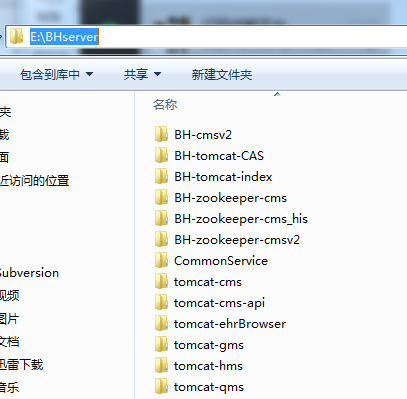 E:\BHserver
包含到库中
共享
新建文件夹
名称
夹
载
面
近访问的位置
Subversion
视频
图片
文档
迅雷下载
音乐
BH-cmsv2
BH-tomcat-CAS
BH-tomcat-index
BH-zookeeper-cms
BH-zookeeper-cms_his
BH-zookeeper-cmsv2
CommonService
tomcat-cms
tomcat-cms-api
tomcat-ehrBrowser
tomcat-gms
tomcat-hms
tomcat-qms